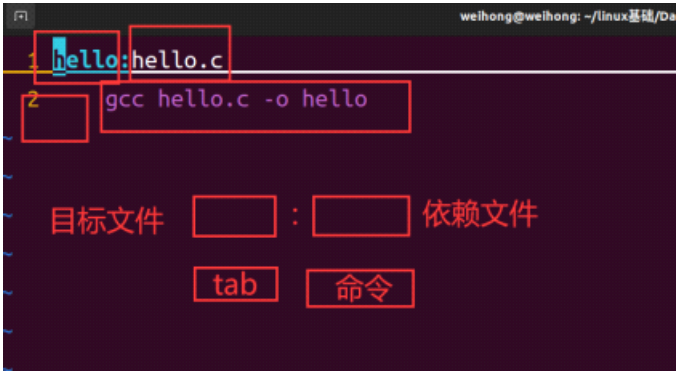 weihong@weihong: ~/linux基础/Da
1 hello:hello.c
2 gcc hello.c -o hello
~
~
~
~
~
~
~
目标文件 : 依赖文件
tab 命令